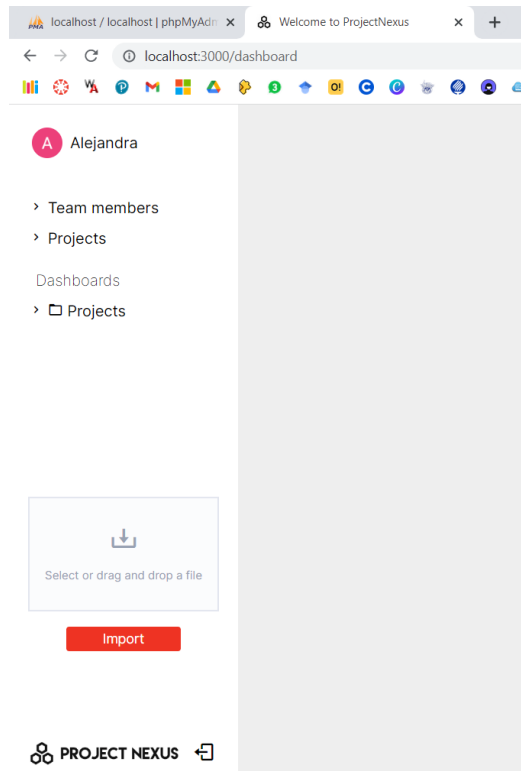 localhost / localhost | phpMyAdn
Welcome to ProjectNexus
localhost:3000/dashboard
A Alejandra
Team members
Projects
Dashboards
Projects
Select or drag and drop a file
Import
PROJECT NEXUS